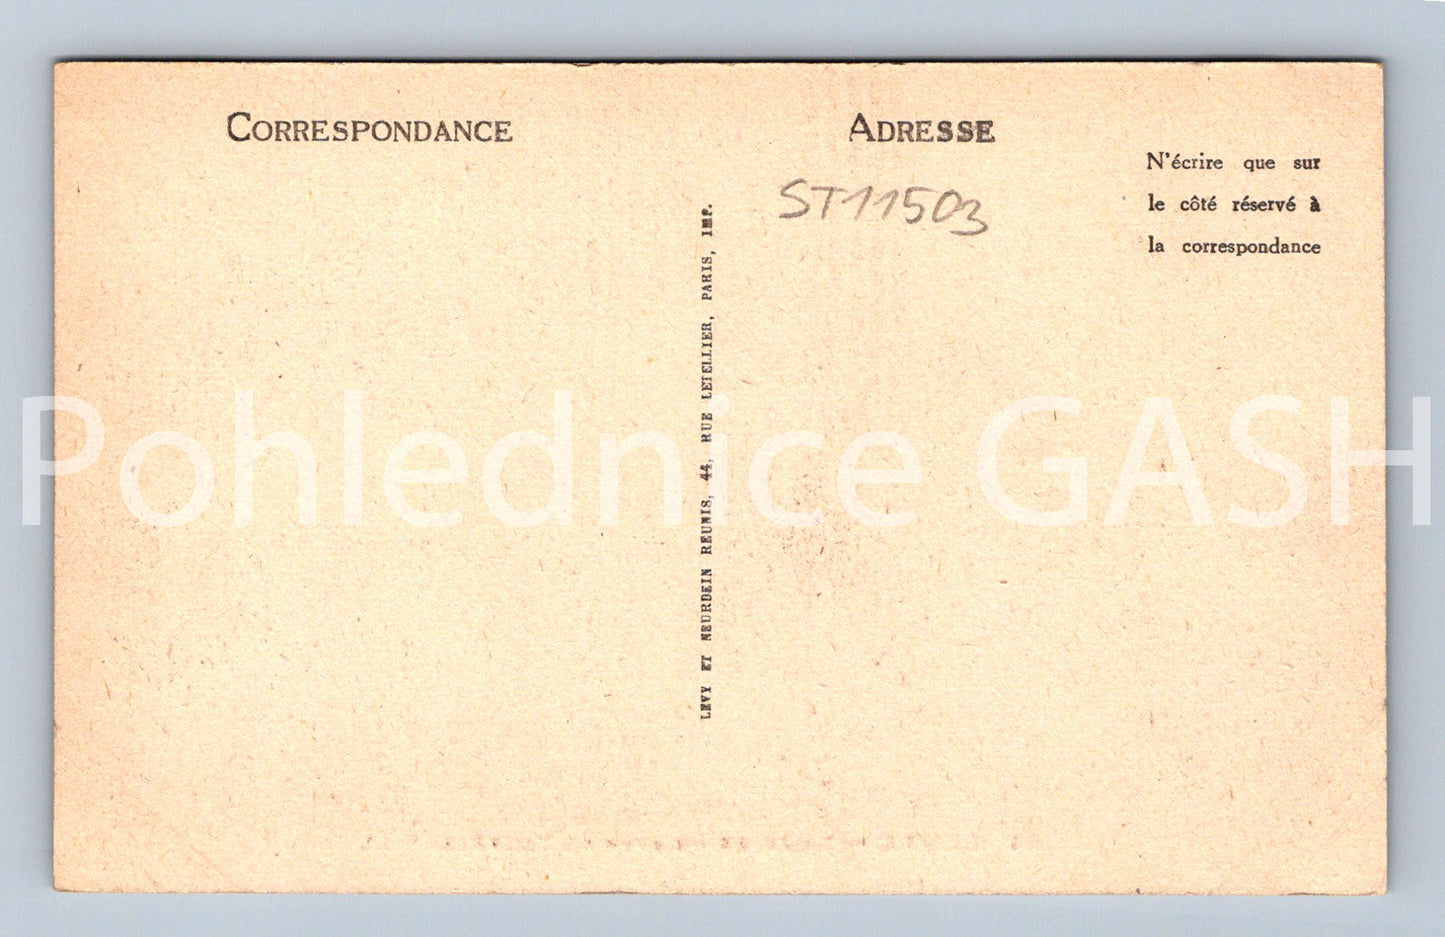 CORRESPONDANCE
ADRESSE
N'écrire que sur
le côté réservé à
la correspondance
ST11503
LEVY ET NEURDEIN REUNIS, 44, RUE LETELLIER, PARIS, IMP.
Pohlednice GASH